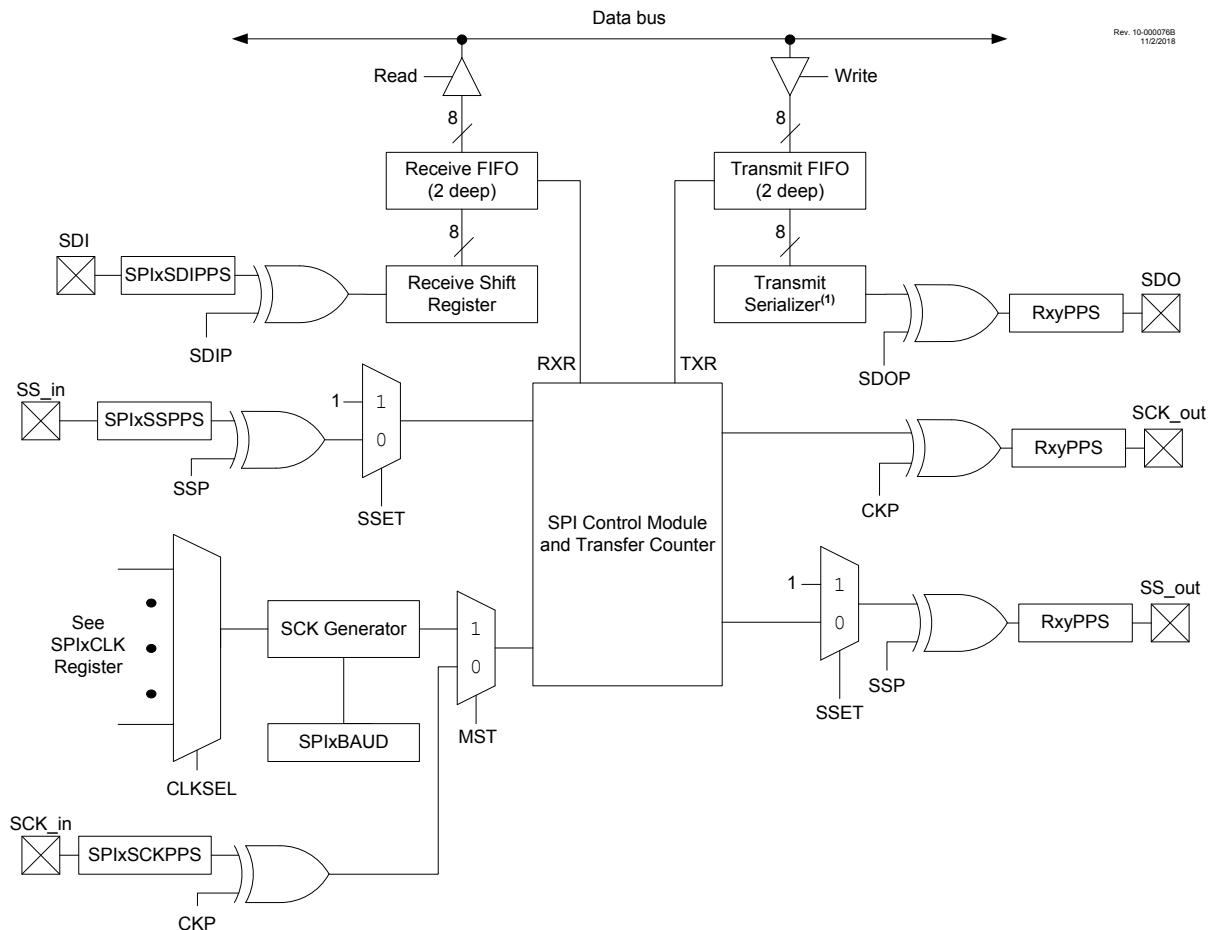 Data bus
Rev. 10-000076B
11/2/2018
Read
Write
8
8
Receive FIFO
(2 deep)
Transmit FIFO
(2 deep)
8
8
SDI
SPIxSDIPPS
Receive Shift
Register
Transmit
Serializer(1)
SDO
RxyPPS
SDIP
SDOP
RXR
TXR
SS_in
SPIxSSPPS
1
1
0
SSP
SSET
SCK_out
RxyPPS
CKP
SPI Control Module
and Transfer Counter
See
SPIxCLK
Register
SCK Generator
1
0
SPIxBAUD
MST
CLKSEL
1
1
0
SS_out
RxyPPS
SSP
SSET
SCK_in
SPIxSCKPPS
CKP